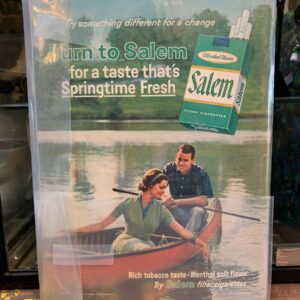 Try something different for a change
Turn to Salem
for a taste that's
Springtime Fresh
Menthol Fresh
Salem
FILTER CIGARETTES
Salem
Rich tobacco taste • Menthol soft flavor
Try Salem filter cigarettes